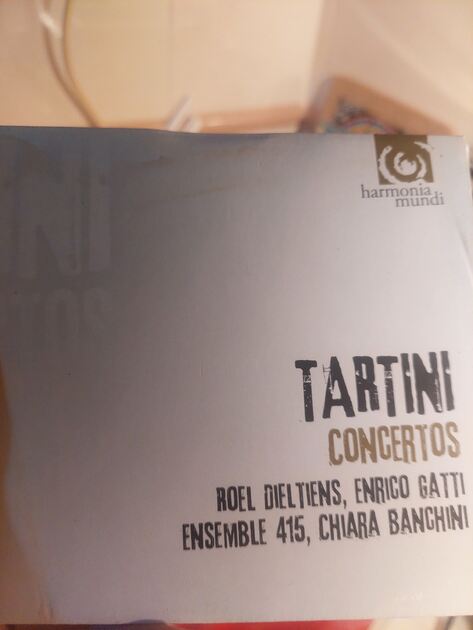 harmonia
mundi
TARTINI
CONCERTOS
ROEL DIELTIENS, ENRICO GATTI
ENSEMBLE 415, CHIARA BANCHINI